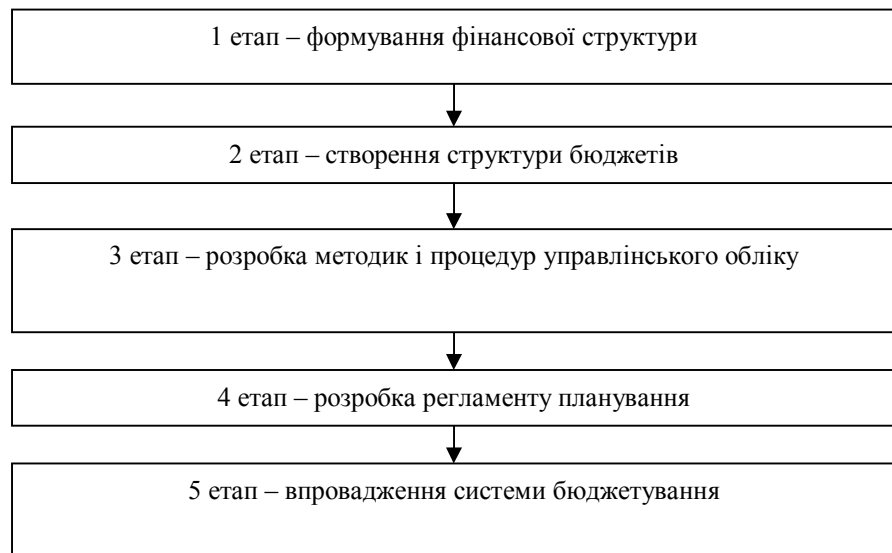 1 етап – формування фінансової структури
2 етап – створення структури бюджетів
3 етап – розробка методик і процедур управлінського обліку
4 етап – розробка регламенту планування
5 етап – впровадження системи бюджетування